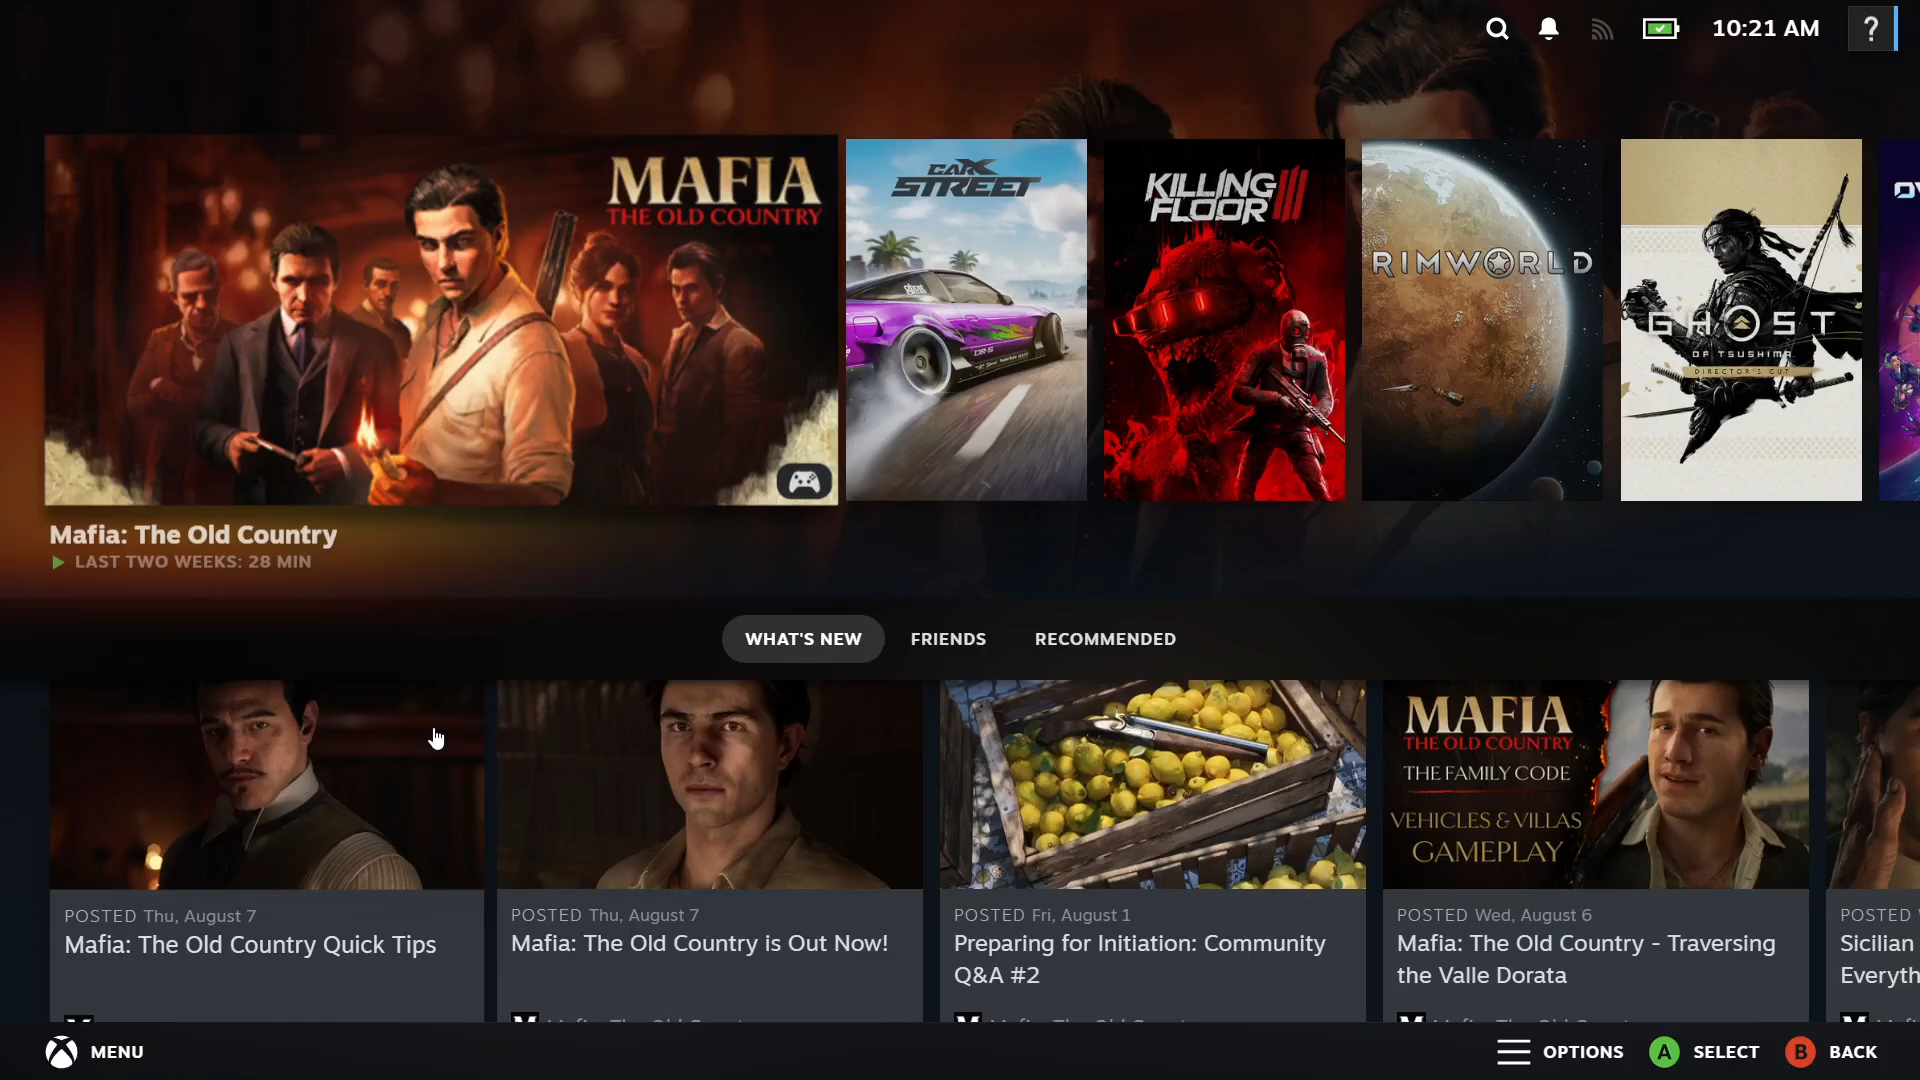 10:21 AM
?
MAFIA
THE OLD COUNTRY
CARX
STREET
KILLING
FLOOR III
RIMWORLD
GHOST
OF TSUSHIMA
DIRECTOR'S CUT
Mafia: The Old Country
LAST TWO WEEKS: 28 MIN
WHAT'S NEW
FRIENDS
RECOMMENDED
MAFIA
THE OLD COUNTRY
THE FAMILY CODE
VEHICLES & VILLAS
GAMEPLAY
POSTED Thu, August 7
Mafia: The Old Country Quick Tips
POSTED Thu, August 7
Mafia: The Old Country is Out Now!
POSTED Fri, August 1
Preparing for Initiation: Community
Q&A #2
POSTED Wed, August 6
Mafia: The Old Country - Traversing
the Valle Dorata
POSTED
Sicilian
Everyth
MENU
OPTIONS
A SELECT
B BACK